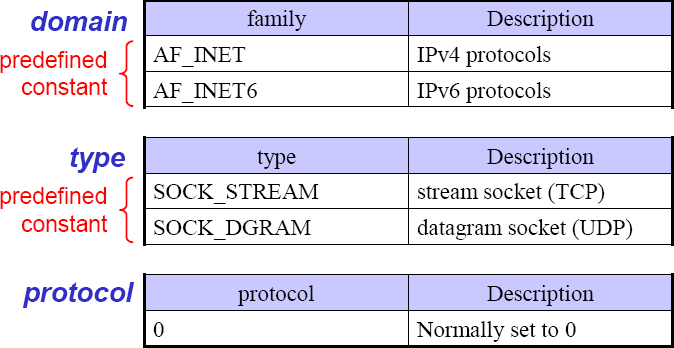 domain family Description
predefined constant AF_INET IPv4 protocols
AF_INET6 IPv6 protocols
type type Description
predefined constant SOCK_STREAM stream socket (TCP)
SOCK_DGRAM datagram socket (UDP)
protocol protocol Description
0 Normally set to 0